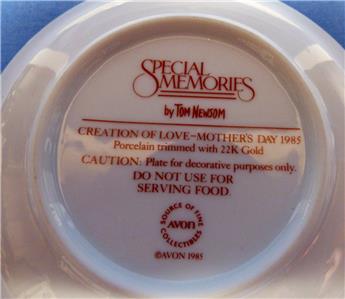 SPECIAL
MEMORIES
by TOM NEWSOM
CREATION OF LOVE–MOTHER'S DAY 1985
Porcelain trimmed with 22K Gold
CAUTION: Plate for decorative purposes only.
DO NOT USE FOR
SERVING FOOD.
SOURCE OF FINE
AVON
COLLECTIBLES
©AVON 1985